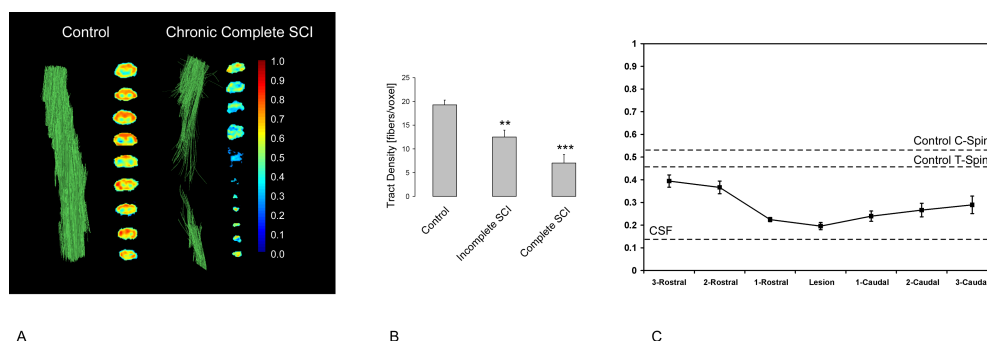 Control
Chronic Complete SCI
1.0
0.9
0.8
0.7
0.6
0.5
0.4
0.3
0.2
0.1
0.0
Tract Density [fibers/voxel]
25
20
15
10
5
0
**
***
Control
Incomplete SCI
Complete SCI
1
0.9
0.8
0.7
0.6
0.5
0.4
0.3
0.2
0.1
0
Control C-Spin
Control T-Spin
CSF
3-Rostral 2-Rostral 1-Rostral Lesion 1-Caudal 2-Caudal 3-Caudal
A B C